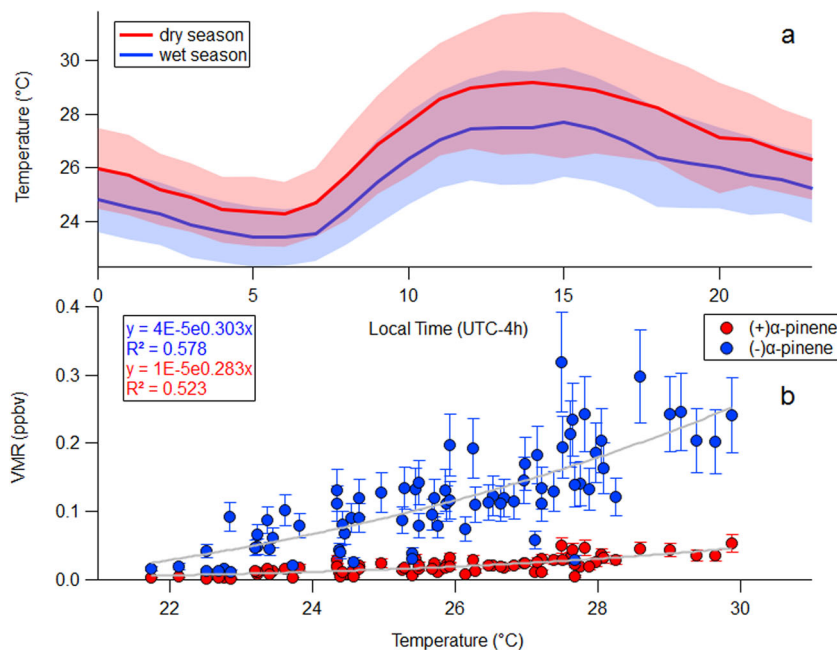 dry season
wet season
a
Temperature (°C)
30
28
26
24
0
5
10
15
20
Local Time (UTC-4h)
y = 4E-5e0.303x
R² = 0.578
y = 1E-5e0.283x
R² = 0.523
(+)α-pinene
(-)α-pinene
b
VMR (ppbv)
0.4
0.3
0.2
0.1
0.0
22
24
26
28
30
Temperature (°C)